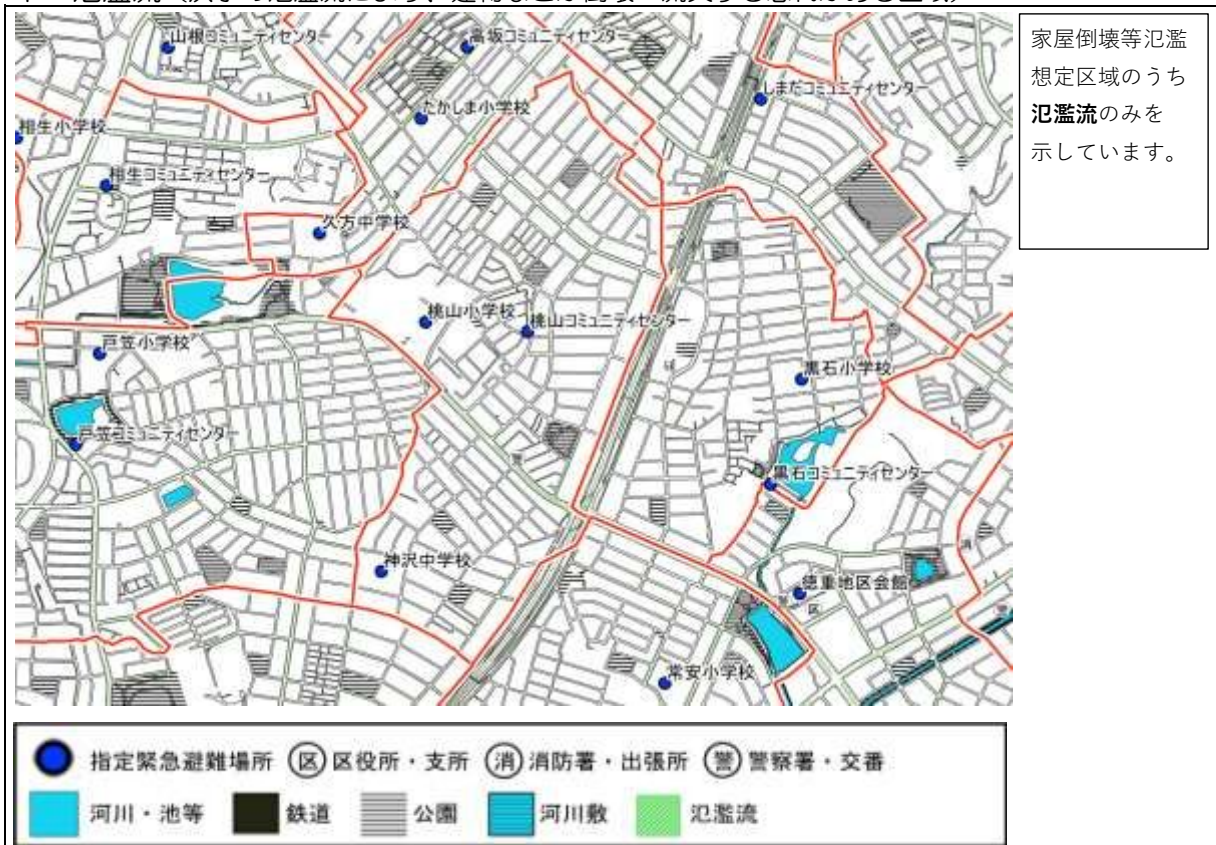 家屋倒壊等氾濫
想定区域のうち
氾濫流のみを
示しています。
山根コミュニティセンター
高坂コミュニティセンター
しまだコミュニティセンター
たかしま小学校
相生小学校
相生コミュニティセンター
久方中学校
桃山小学校
桃山コミュニティセンター
戸笠小学校
黒石小学校
戸笠コミュニティセンター
黒石コミュニティセンター
神沢中学校
徳重地区会館
区
消
常安小学校
指定緊急避難場所 区 区役所・支所 消 消防署・出張所 警 警察署・交番
河川・池等 鉄道 公園 河川敷 氾濫流